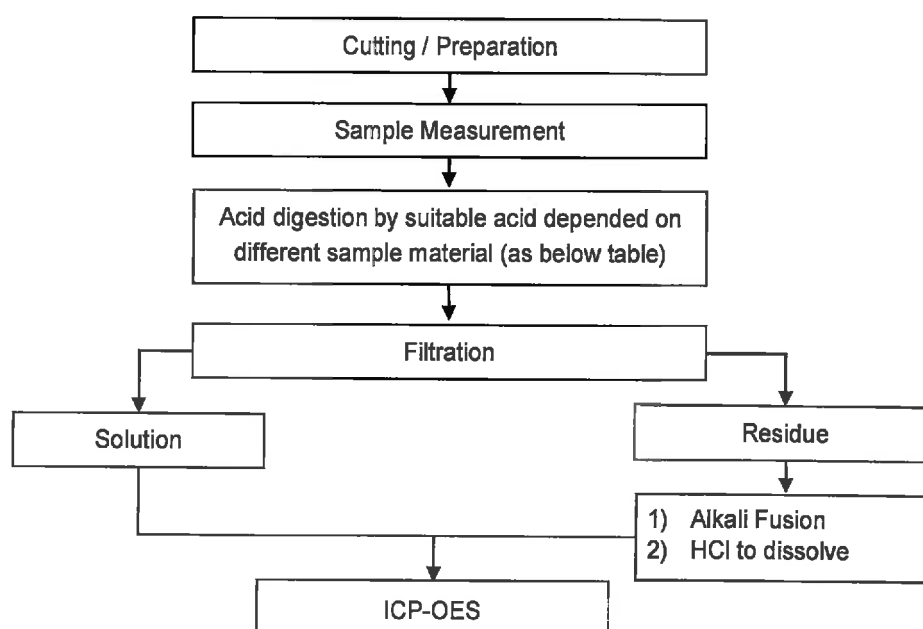 Cutting / Preparation
Sample Measurement
Acid digestion by suitable acid depended on
different sample material (as below table)
Filtration
Solution
Residue
1) Alkali Fusion
2) HCl to dissolve
ICP-OES